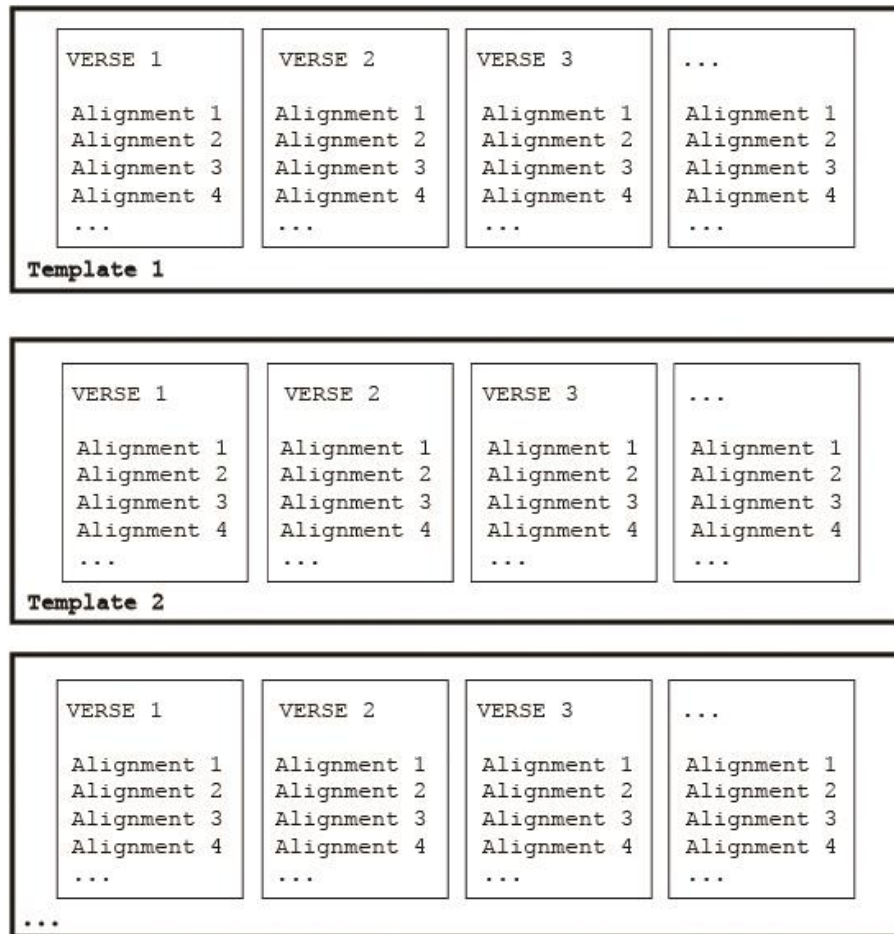 VERSE 1 VERSE 2 VERSE 3 ...
Alignment 1 Alignment 1 Alignment 1 Alignment 1
Alignment 2 Alignment 2 Alignment 2 Alignment 2
Alignment 3 Alignment 3 Alignment 3 Alignment 3
Alignment 4 Alignment 4 Alignment 4 Alignment 4
... ... ... ...
Template 1
VERSE 1 VERSE 2 VERSE 3 ...
Alignment 1 Alignment 1 Alignment 1 Alignment 1
Alignment 2 Alignment 2 Alignment 2 Alignment 2
Alignment 3 Alignment 3 Alignment 3 Alignment 3
Alignment 4 Alignment 4 Alignment 4 Alignment 4
... ... ... ...
Template 2
VERSE 1 VERSE 2 VERSE 3 ...
Alignment 1 Alignment 1 Alignment 1 Alignment 1
Alignment 2 Alignment 2 Alignment 2 Alignment 2
Alignment 3 Alignment 3 Alignment 3 Alignment 3
Alignment 4 Alignment 4 Alignment 4 Alignment 4
... ... ... ...
...